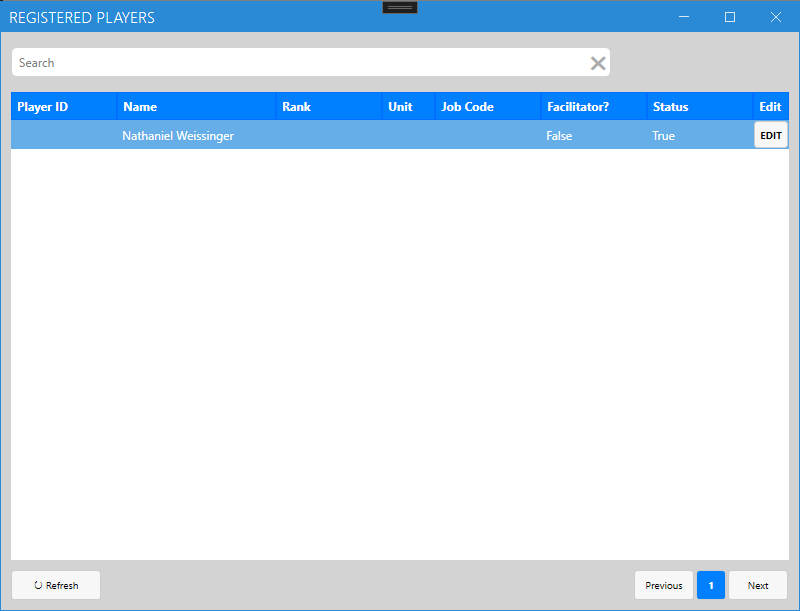 REGISTERED PLAYERS
Search
Player ID Name Rank Unit Job Code Facilitator? Status Edit
Nathaniel Weissinger False True EDIT
Refresh Previous 1 Next